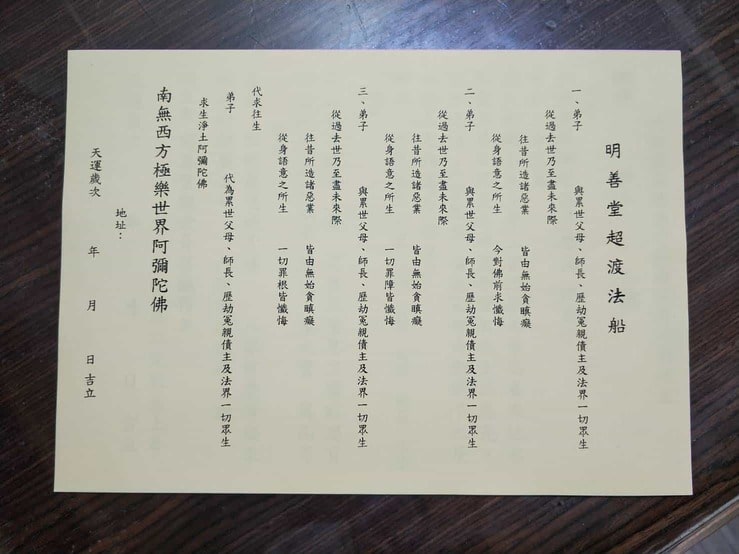 明善堂超渡法船
一、弟子 與累世父母、師長、歷劫冤親債主及法界一切眾生
從過去世乃至盡未來際
往昔所造諸惡業 皆由無始貪瞋癡
從身語意之所生 今對佛前求懺悔
二、弟子 與累世父母、師長、歷劫冤親債主及法界一切眾生
從過去世乃至盡未來際
往昔所造諸惡業 皆由無始貪瞋癡
從身語意之所生 一切罪障皆懺悔
三、弟子 與累世父母、師長、歷劫冤親債主及法界一切眾生
從過去世乃至盡未來際
往昔所造諸惡業 皆由無始貪瞋癡
從身語意之所生 一切罪根皆懺悔
代求往生
弟子 代為累世父母、師長、歷劫冤親債主及法界一切眾生
求生淨土阿彌陀佛
南無西方極樂世界阿彌陀佛
地址：
天運歲次 年 月 日吉立